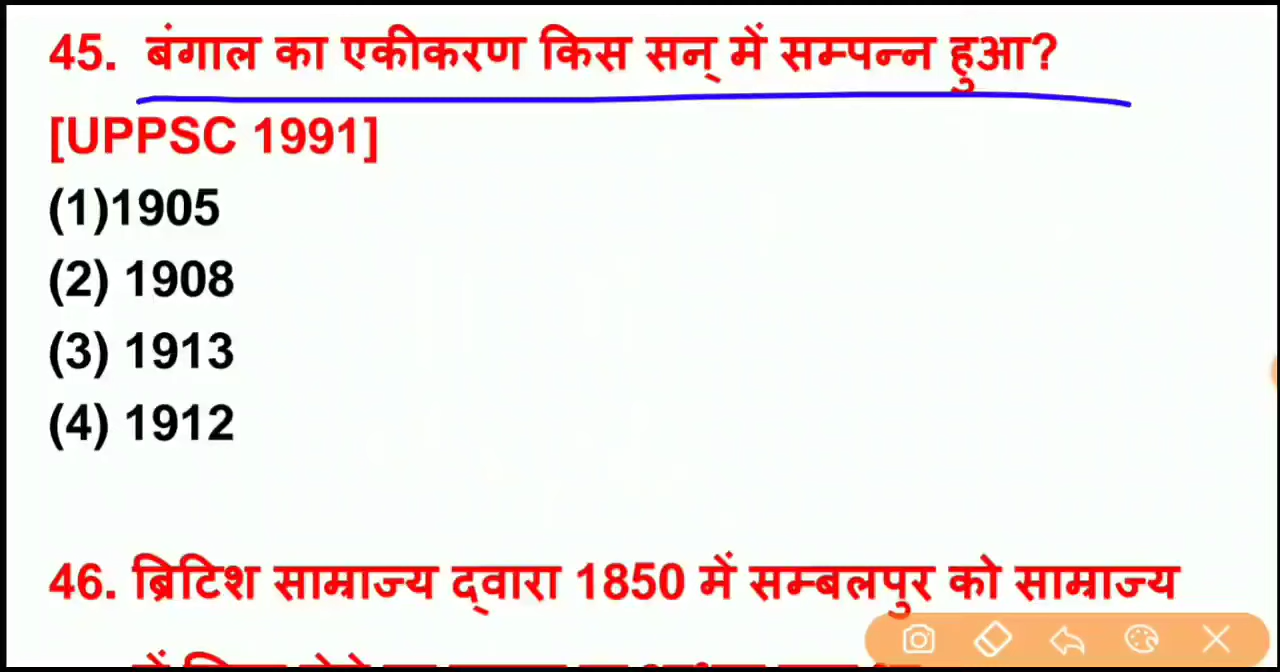 45. बंगाल का एकीकरण किस सन् में सम्पन्न हुआ?
[UPPSC 1991]
(1)1905
(2) 1908
(3) 1913
(4) 1912
46. ब्रिटिश साम्राज्य द्वारा 1850 में सम्बलपुर को साम्राज्य